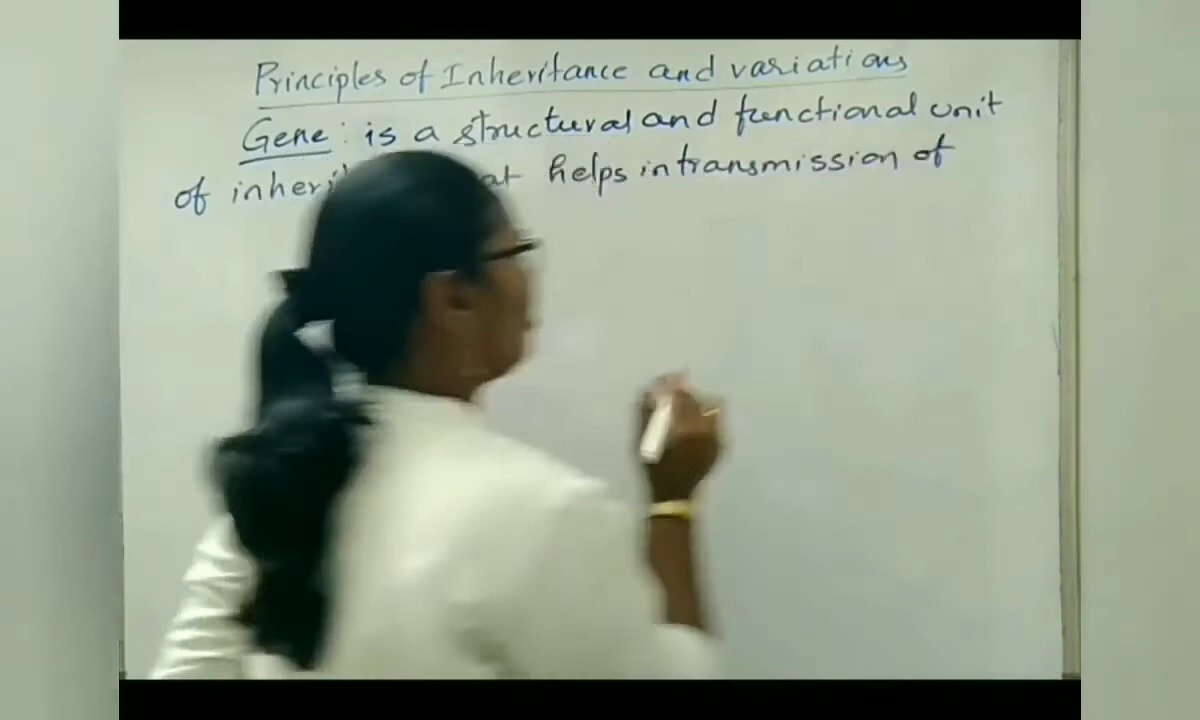 Principles of Inheritance and variations
Gene : is a structural and functional unit
of helps in transmission of